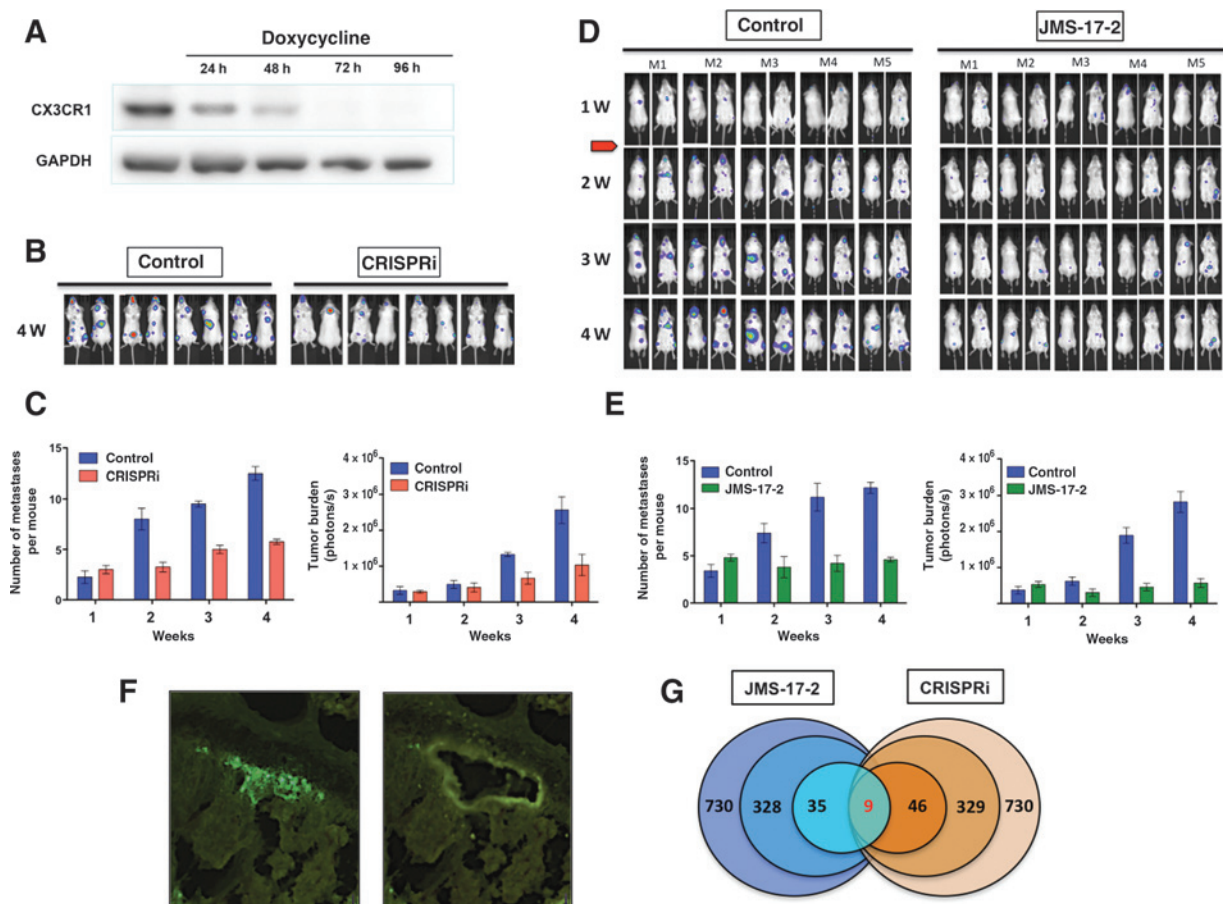 A
Doxycycline
24 h 48 h 72 h 96 h
CX3CR1
GAPDH
B
Control
CRISPRi
4 W
C
Number of metastases
per mouse
15
10
5
0
Control
CRISPRi
1 2 3 4
Weeks
Tumor burden
(photons/s)
4 x 10⁶
3 x 10⁶
2 x 10⁶
1 x 10⁶
0
Control
CRISPRi
1 2 3 4
Weeks
D
Control
JMS-17-2
M1 M2 M3 M4 M5
M1 M2 M3 M4 M5
1 W
2 W
3 W
4 W
E
Number of metastases
per mouse
15
10
5
0
Control
JMS-17-2
1 2 3 4
Weeks
Tumor burden
(photons/s)
4 x 10⁶
3 x 10⁶
2 x 10⁶
1 x 10⁶
0
Control
JMS-17-2
1 2 3 4
Weeks
F
G
JMS-17-2
CRISPRi
730 328 35 9 46 329 730